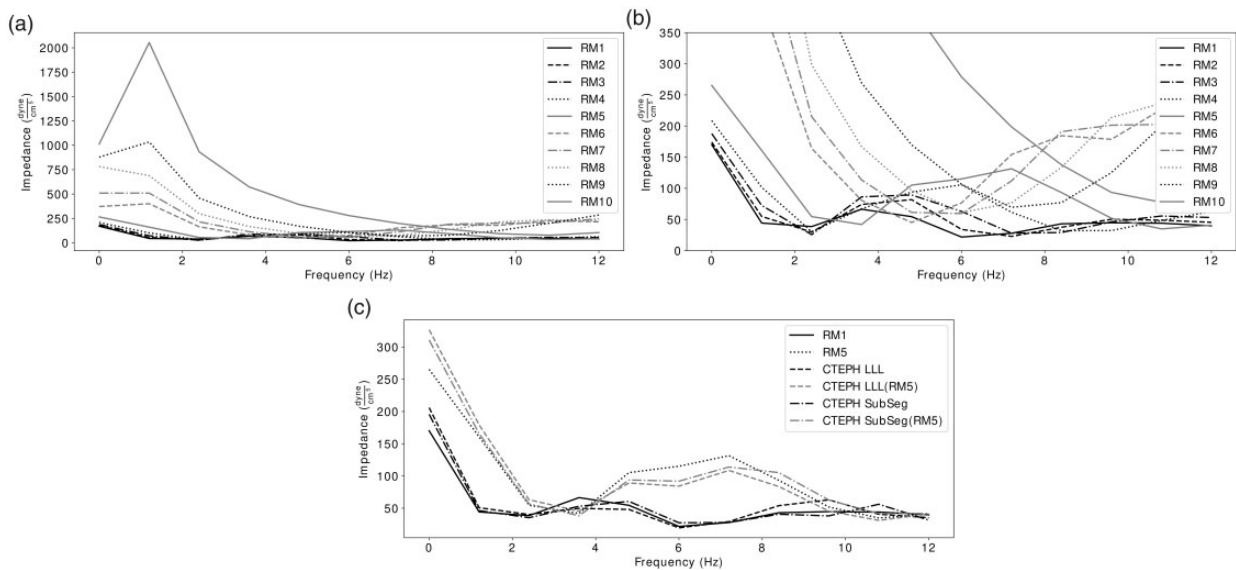 (a)
2000
1750
1500
1250
1000
750
500
250
0
Impedance (dyne/cm⁵)
0 2 4 6 8 10 12
Frequency (Hz)
RM1
RM2
RM3
RM4
RM5
RM6
RM7
RM8
RM9
RM10
(b)
350
300
250
200
150
100
50
0
Impedance (dyne/cm⁵)
0 2 4 6 8 10 12
Frequency (Hz)
RM1
RM2
RM3
RM4
RM5
RM6
RM7
RM8
RM9
RM10
(c)
300
250
200
150
100
50
Impedance (dyne/cm⁵)
0 2 4 6 8 10 12
Frequency (Hz)
RM1
RM5
CTEPH LLL
CTEPH LLL(RM5)
CTEPH SubSeg
CTEPH SubSeg(RM5)